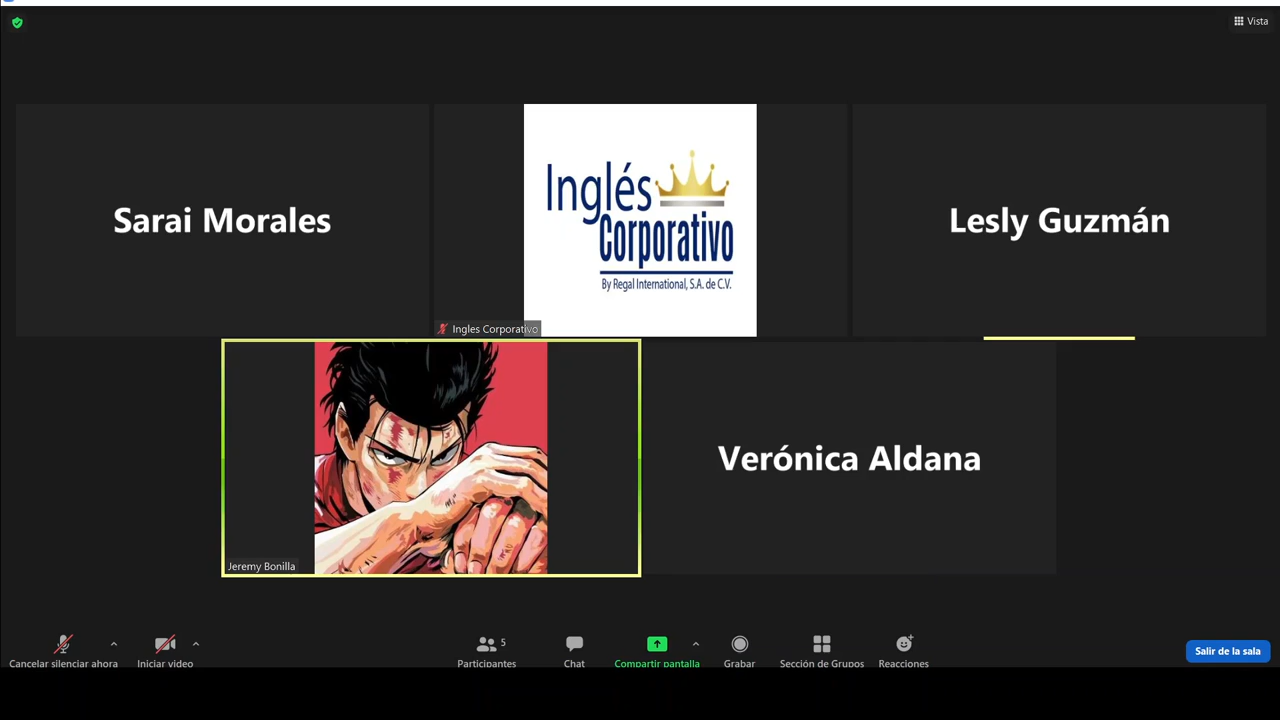 Vista
Sarai Morales
Inglés
Corporativo
By Regal International, S.A. de C.V.
Ingles Corporativo
Lesly Guzmán
Jeremy Bonilla
Verónica Aldana
Cancelar silenciar ahora
Iniciar video
5
Participantes
Chat
Compartir pantalla
Grabar
Sección de Grupos
Reacciones
Salir de la sala